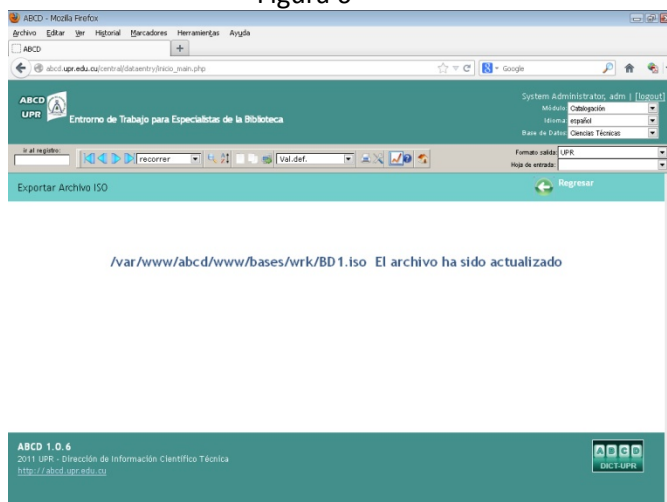 Figura 8
ABCD - Mozilla Firefox
Archivo Editar Ver Historial Marcadores Herramientas Ayuda
ABCD +
abcd.upr.edu.cu/central/dataentry/inicio_main.php
Google
ABCD
UPR
Entrorno de Trabajo para Especialistas de la Biblioteca
System Administrator, adm | [logout]
Módulo: Catalogación
Idioma: español
Base de Datos: Ciencias Técnicas
ir al registro:
recorrer
Val.def.
Formato salida: UPR
Hoja de entrada:
Exportar Archivo ISO
Regresar
/var/www/abcd/www/bases/wrk/BD1.iso El archivo ha sido actualizado
ABCD 1.0.6
2011 UPR - Dirección de Información Científico Técnica
http://abcd.upr.edu.cu
ABCD
DICT-UPR